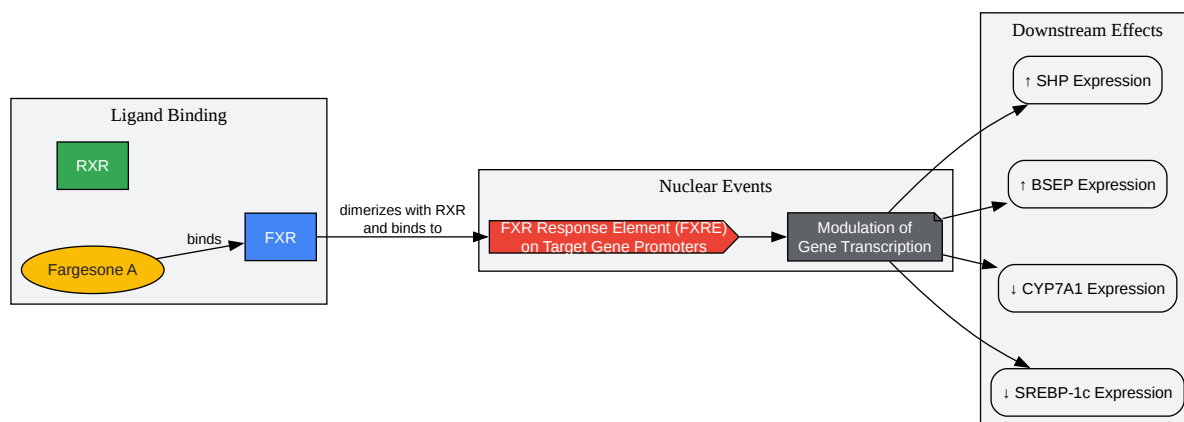 Ligand Binding
RXR
FXR
Fargesone A
binds
dimerizes with RXR
and binds to
Nuclear Events
FXR Response Element (FXRE)
on Target Gene Promoters
Modulation of
Gene Transcription
Downstream Effects
↑ SHP Expression
↑ BSEP Expression
↓ CYP7A1 Expression
↓ SREBP-1c Expression